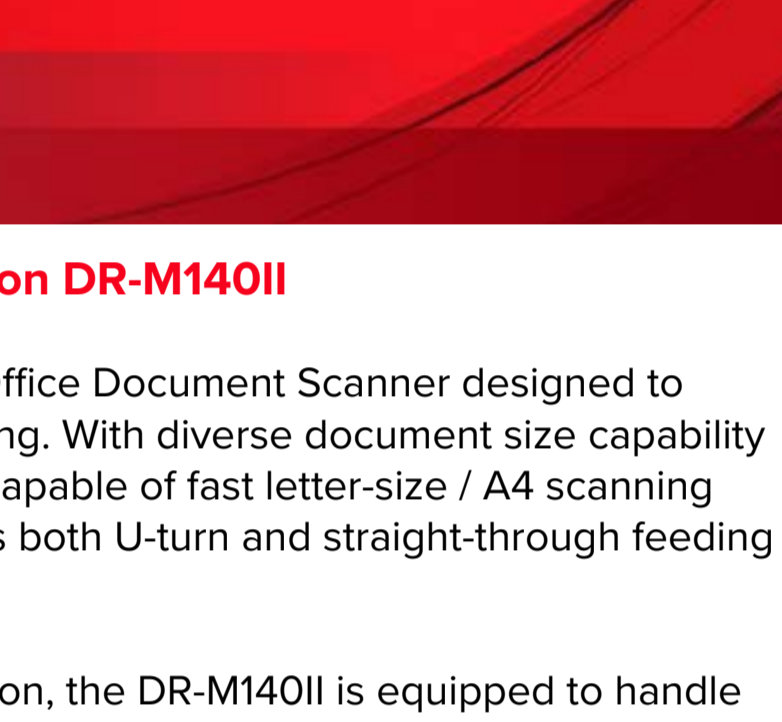 on DR-M140II
ffice Document Scanner designed to
ng. With diverse document size capability
apable of fast letter-size / A4 scanning
s both U-turn and straight-through feeding
on, the DR-M140II is equipped to handle